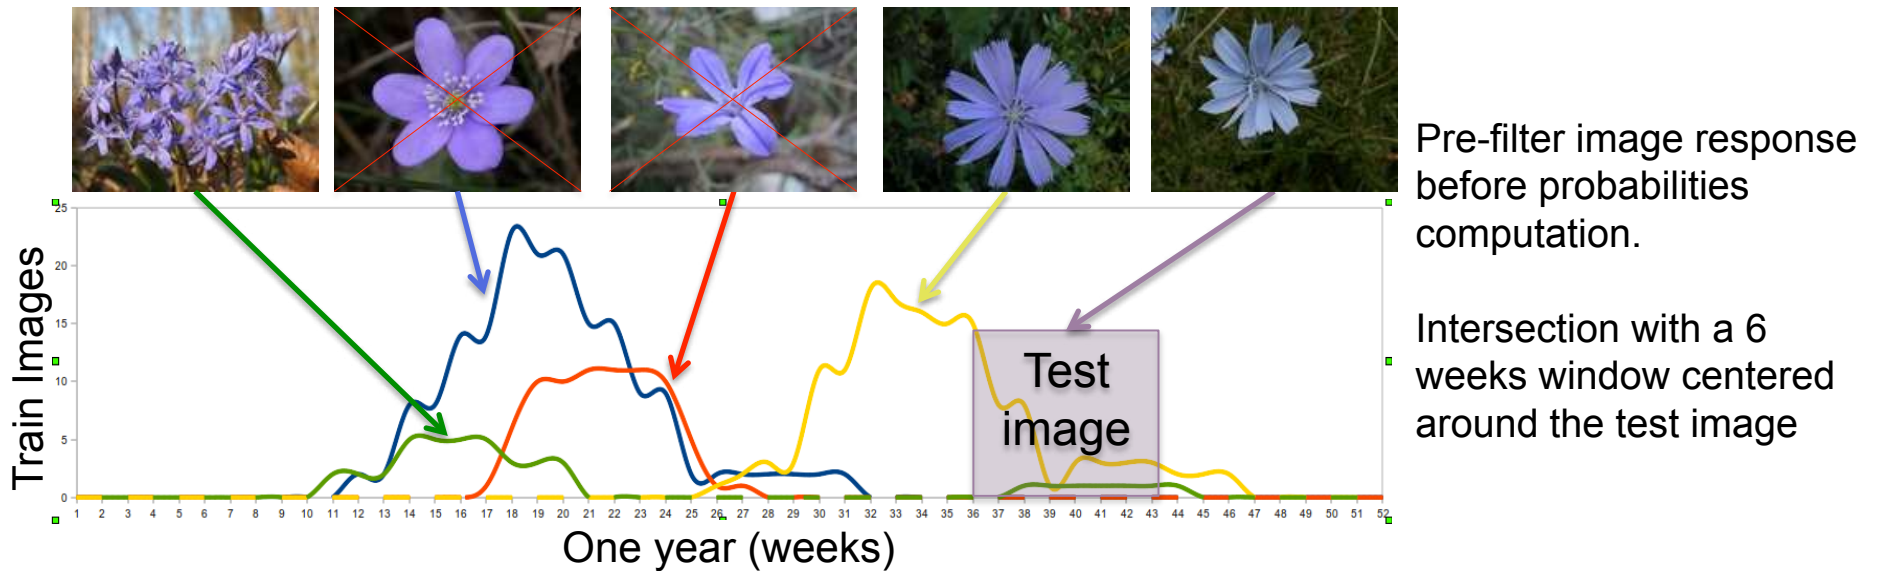 Pre-filter image response
before probabilities
computation.
Intersection with a 6
weeks window centered
around the test image
Train Images
25
20
15
10
5
0
Test
image
1 2 3 4 5 6 7 8 9 10 11 12 13 14 15 16 17 18 19 20 21 22 23 24 25 26 27 28 29 30 31 32 33 34 35 36 37 38 39 40 41 42 43 44 45 46 47 48 49 50 51 52
One year (weeks)